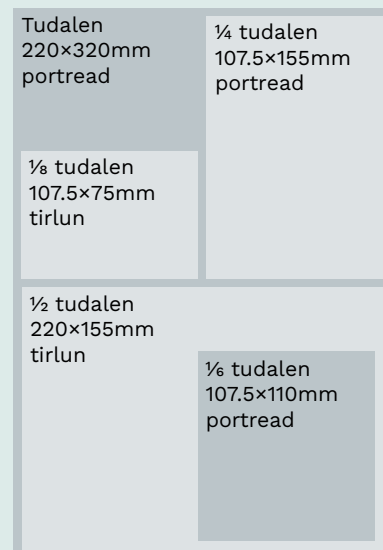 Tudalen
220×320mm
portread
¼ tudalen
107.5×155mm
portread
⅛ tudalen
107.5×75mm
tirlun
½ tudalen
220×155mm
tirlun
⅙ tudalen
107.5×110mm
portread